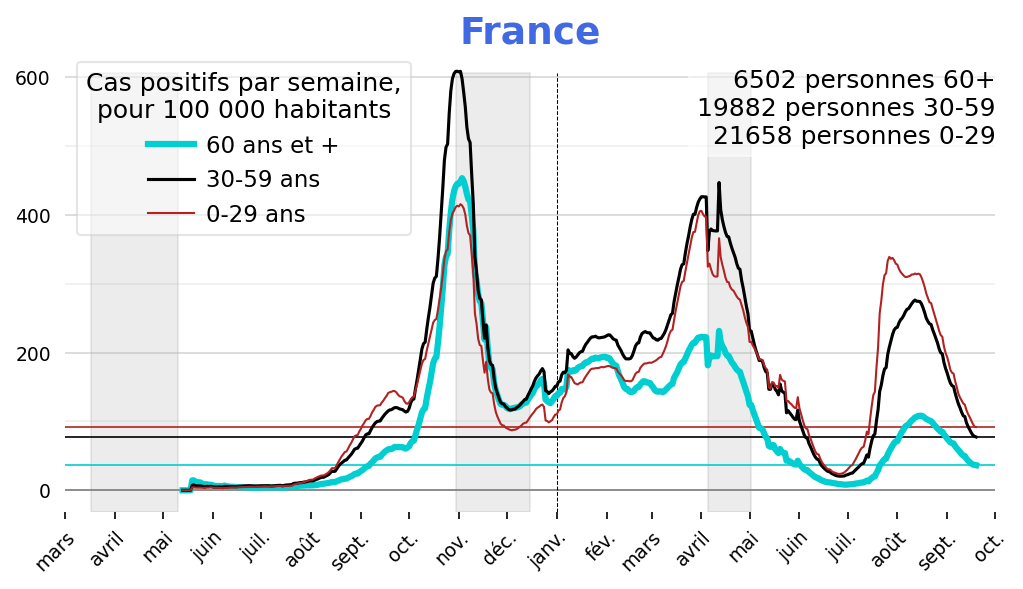 France
Cas positifs par semaine,
pour 100 000 habitants
60 ans et +
30-59 ans
0-29 ans
6502 personnes 60+
19882 personnes 30-59
21658 personnes 0-29
600
400
200
0
mars
avril
mai
juin
juil.
août
sept.
oct.
nov.
déc.
janv.
fév.
mars
avril
mai
juin
juil.
août
sept.
oct.